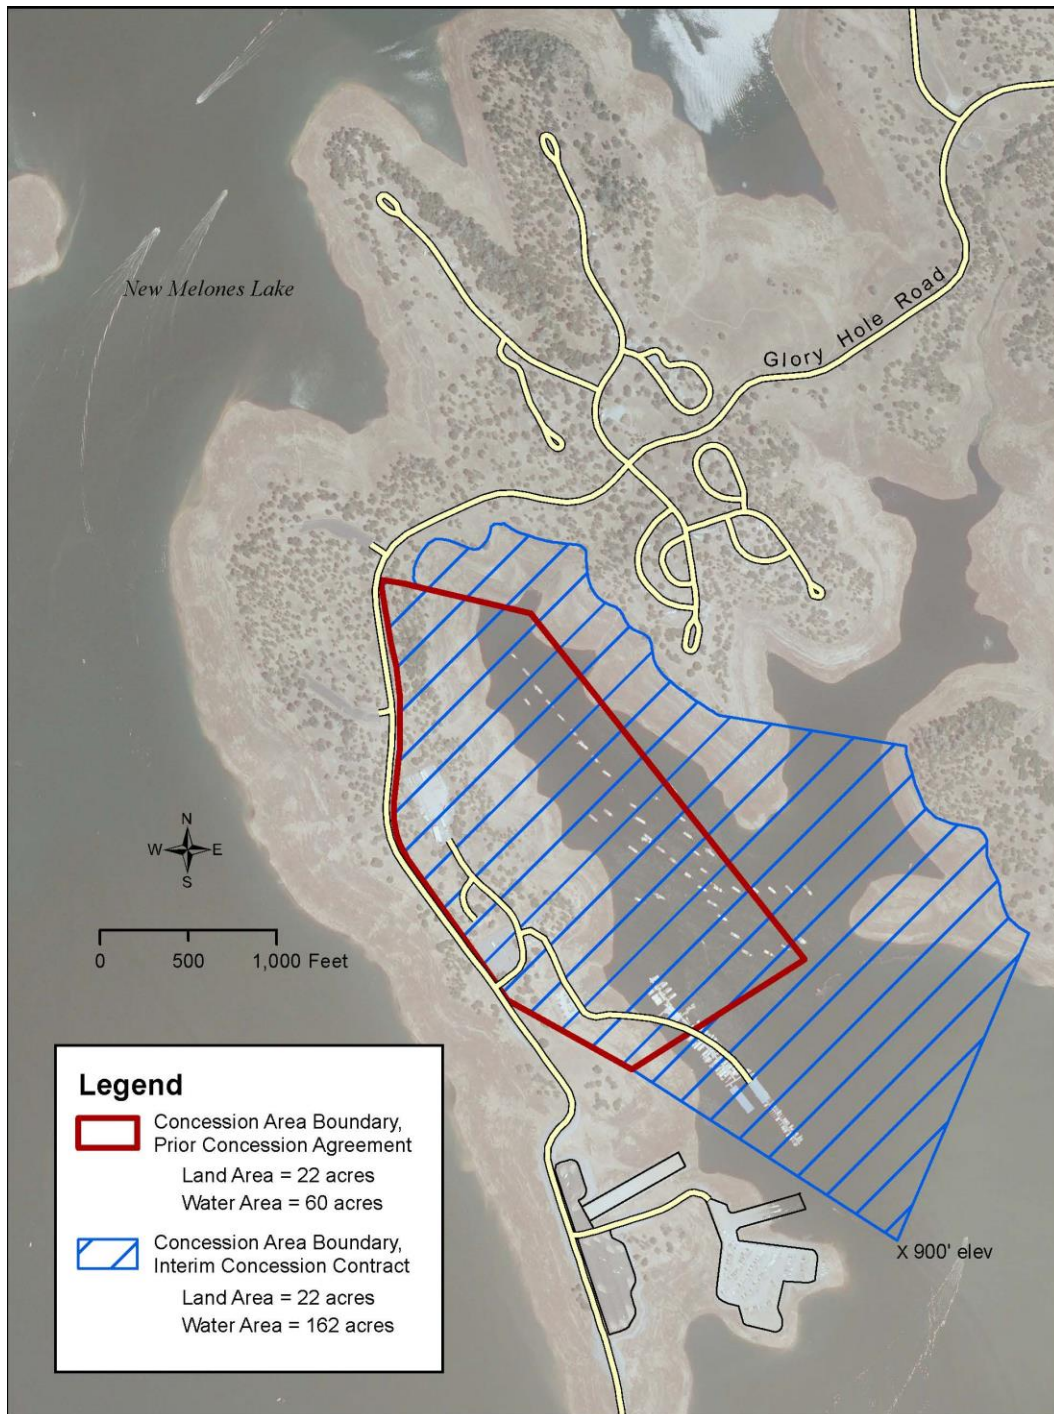 New Melones Lake
Glory Hole Road
N
W E
S
0 500 1,000 Feet
Legend
Concession Area Boundary,
Prior Concession Agreement
Land Area = 22 acres
Water Area = 60 acres
Concession Area Boundary,
Interim Concession Contract
Land Area = 22 acres
Water Area = 162 acres
X 900' elev